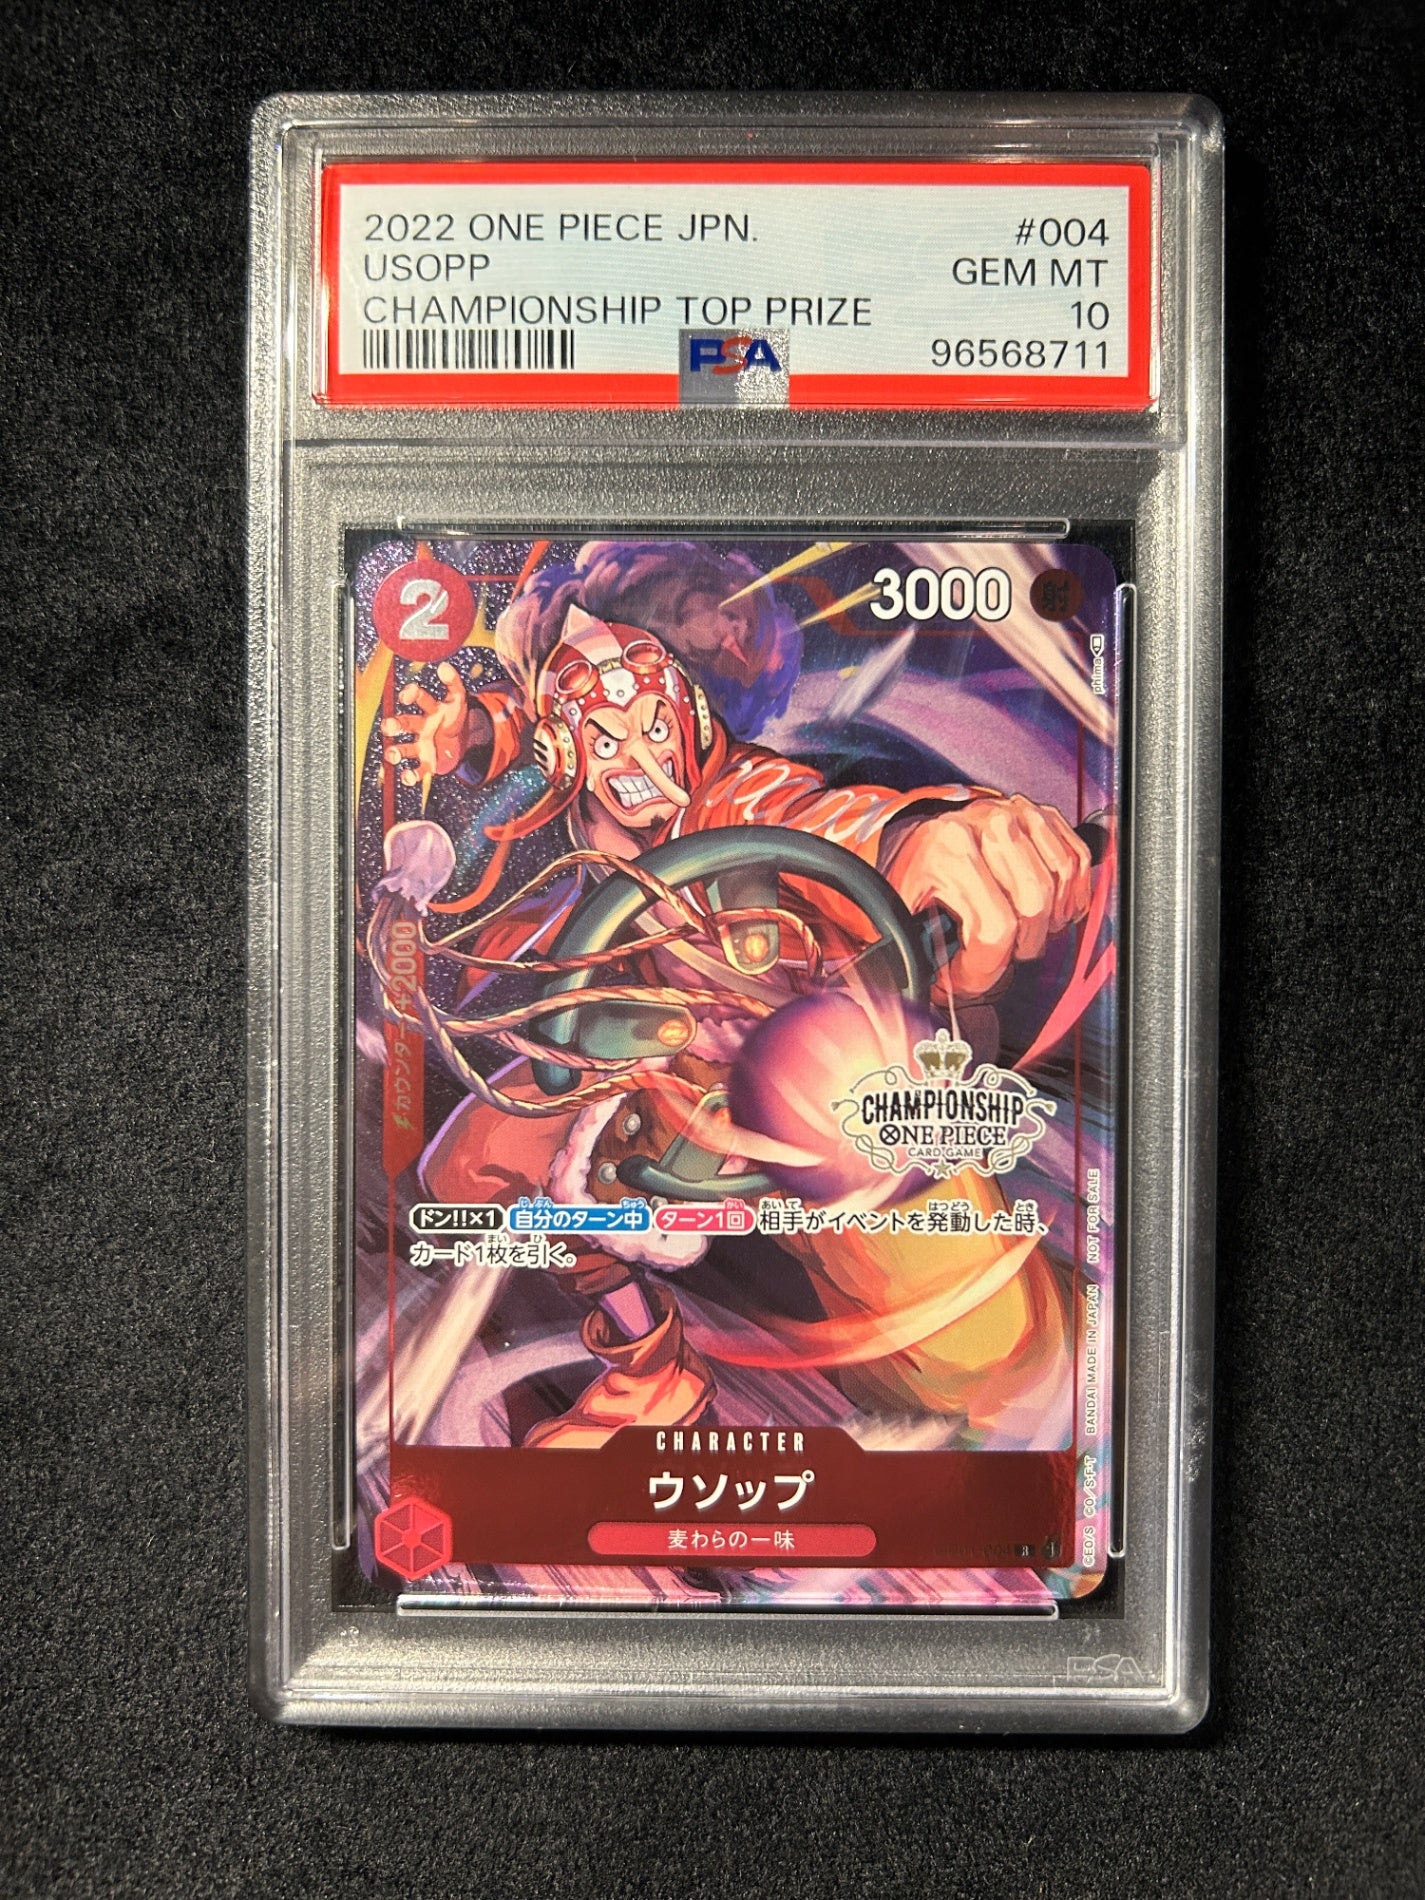 2022 ONE PIECE JPN.
#004
USOPP
GEM MT
CHAMPIONSHIP TOP PRIZE
10
PSA
96568711
2
3000
phima
カウンター+2000
CHAMPIONSHIP
ONE PIECE
CARD GAME
ドン!!×1 自分のターン中 ターン1回 相手がイベントを発動した時、
カード1枚を引く。
CHARACTER
ウソップ
麦わらの一味
©EO/S ©O/S・F・T BANDAI MADE IN JAPAN NOT FOR SALE
PSA